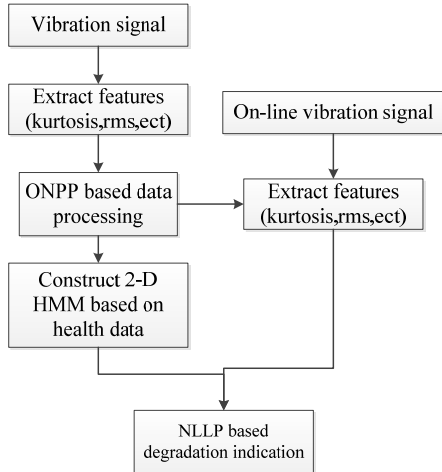 Vibration signal
Extract features
(kurtosis,rms,ect)
On-line vibration signal
ONPP based data
processing
Extract features
(kurtosis,rms,ect)
Construct 2-D
HMM based on
health data
NLLP based
degradation indication